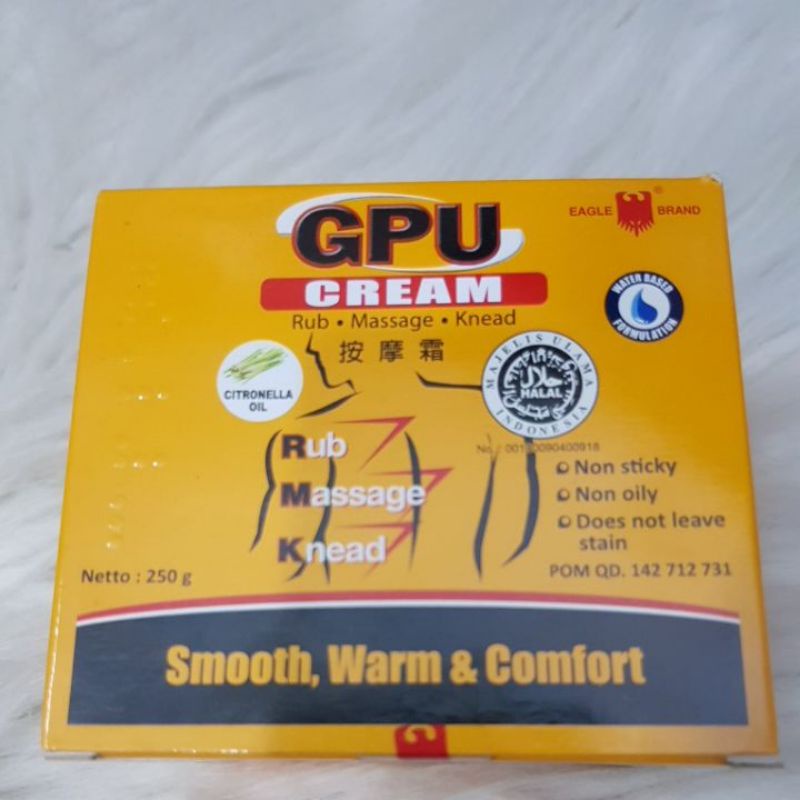 GPU
EAGLE BRAND
CREAM
Rub • Massage • Knead
按摩霜
WATER BASED FORMULATION
CITRONELLA
OIL
MAJELIS ULAMA INDONESIA
حلال
HALAL
Rub
Massage
Knead
Non sticky
Non oily
Does not leave
stain
Netto : 250 g
POM QD. 142 712 731
Smooth, Warm & Comfort